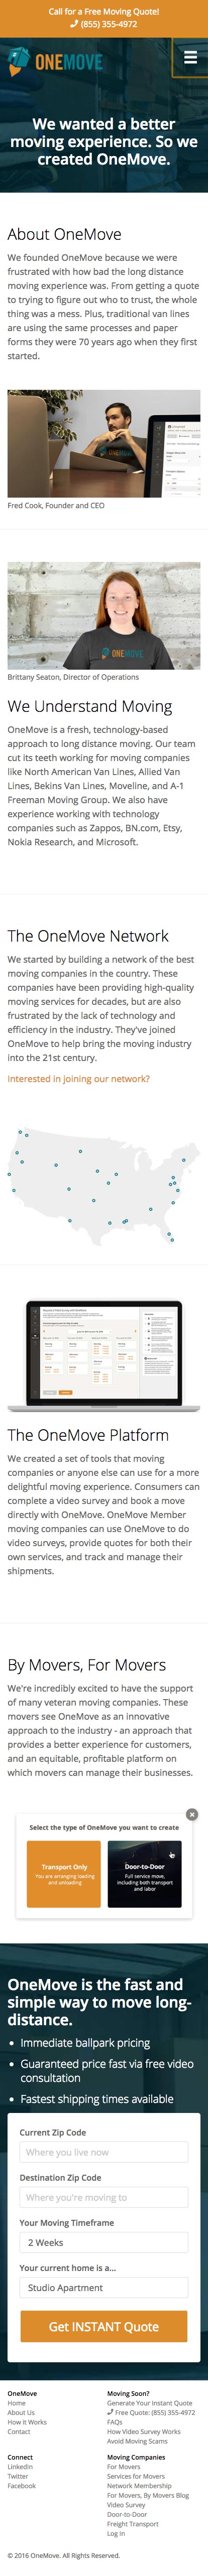 Call for a Free Moving Quote!
(855) 355-4972
ONEMOVE
We wanted a better
moving experience. So we
created OneMove.
About OneMove
We founded OneMove because we were
frustrated with how bad the long distance
moving experience was. From getting a quote
to trying to figure out who to trust, the whole
thing was a mess. Plus, traditional van lines
are using the same processes and paper
forms they were 70 years ago when they first
started.
Fred Cook, Founder and CEO
ONEMOVE
Brittany Seaton, Director of Operations
We Understand Moving
OneMove is a fresh, technology-based
approach to long distance moving. Our team
cut its teeth working for moving companies
like North American Van Lines, Allied Van
Lines, Bekins Van Lines, Moveline, and A-1
Freeman Moving Group. We also have
experience working with technology
companies such as Zappos, BN.com, Etsy,
Nokia Research, and Microsoft.
The OneMove Network
We started by building a network of the best
moving companies in the country. These
companies have been providing high-quality
moving services for decades, but are also
frustrated by the lack of technology and
efficiency in the industry. They've joined
OneMove to help bring the moving industry
into the 21st century.
Interested in joining our network?
The OneMove Platform
We created a set of tools that moving
companies or anyone else can use for a more
delightful moving experience. Consumers can
complete a video survey and book a move
directly with OneMove. OneMove Member
moving companies can use OneMove to do
video surveys, provide quotes for both their
own services, and track and manage their
shipments.
By Movers, For Movers
We're incredibly excited to have the support
of many veteran moving companies. These
movers see OneMove as an innovative
approach to the industry - an approach that
provides a better experience for customers,
and an equitable, profitable platform on
which movers can manage their businesses.
Select the type of OneMove you want to create
Transport Only
You are arranging loading
and unloading
Door-to-Door
Full service move,
including both transport
and labor
OneMove is the fast and
simple way to move long-
distance.
• Immediate ballpark pricing
• Guaranteed price fast via free video
consultation
• Fastest shipping times available
Current Zip Code
Where you live now
Destination Zip Code
Where you're moving to
Your Moving Timeframe
2 Weeks
Your current home is a...
Studio Apartment
Get INSTANT Quote
OneMove
Home
About Us
How it Works
Contact
Connect
LinkedIn
Twitter
Facebook
Moving Soon?
Generate Your Instant Quote
Free Quote: (855) 355-4972
FAQs
How Video Survey Works
Avoid Moving Scams
Moving Companies
For Movers
Services for Movers
Network Membership
For Movers, By Movers Blog
Video Survey
Door-to-Door
Freight Transport
Log in
© 2016 OneMove. All Rights Reserved.